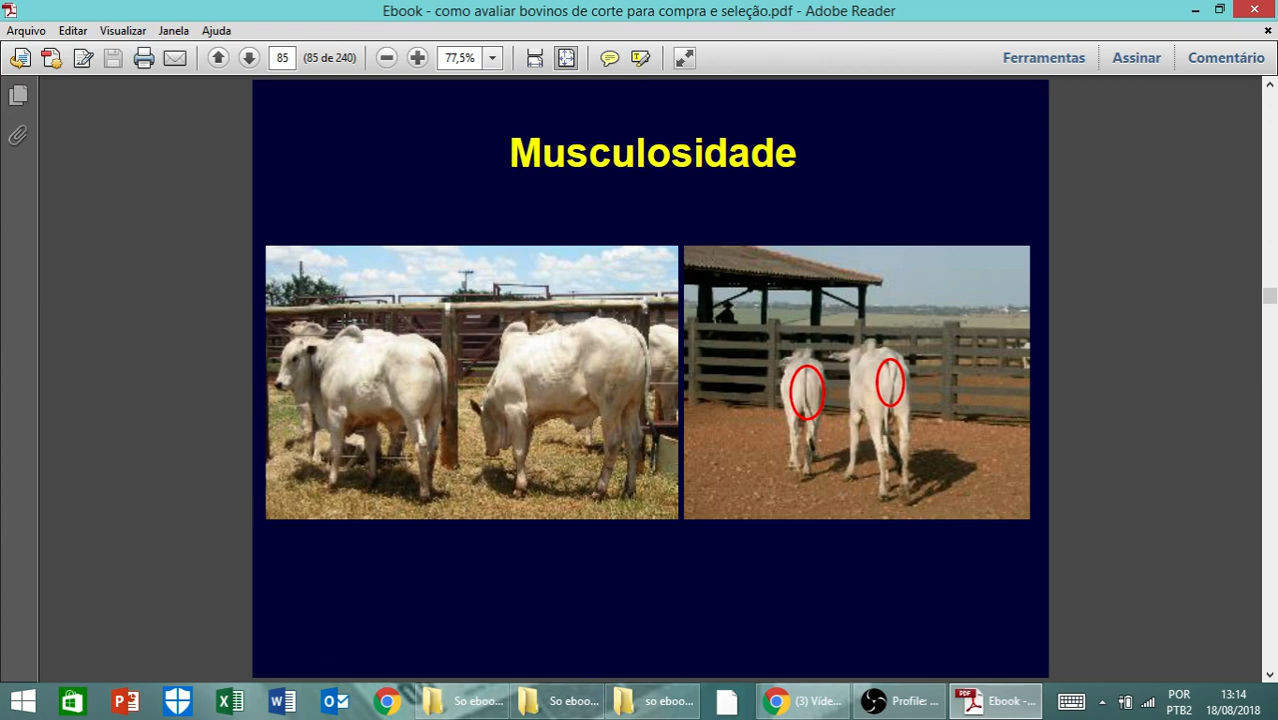 Ebook - como avaliar bovinos de corte para compra e seleção.pdf - Adobe Reader
Arquivo Editar Visualizar Janela Ajuda
85 (85 de 240) 77,5% Ferramentas Assinar Comentário
Musculosidade
So eboo... So eboo... so eboo... (3) Víde... Profile: ... Ebook -...
POR 13:14
PTB2 18/08/2018